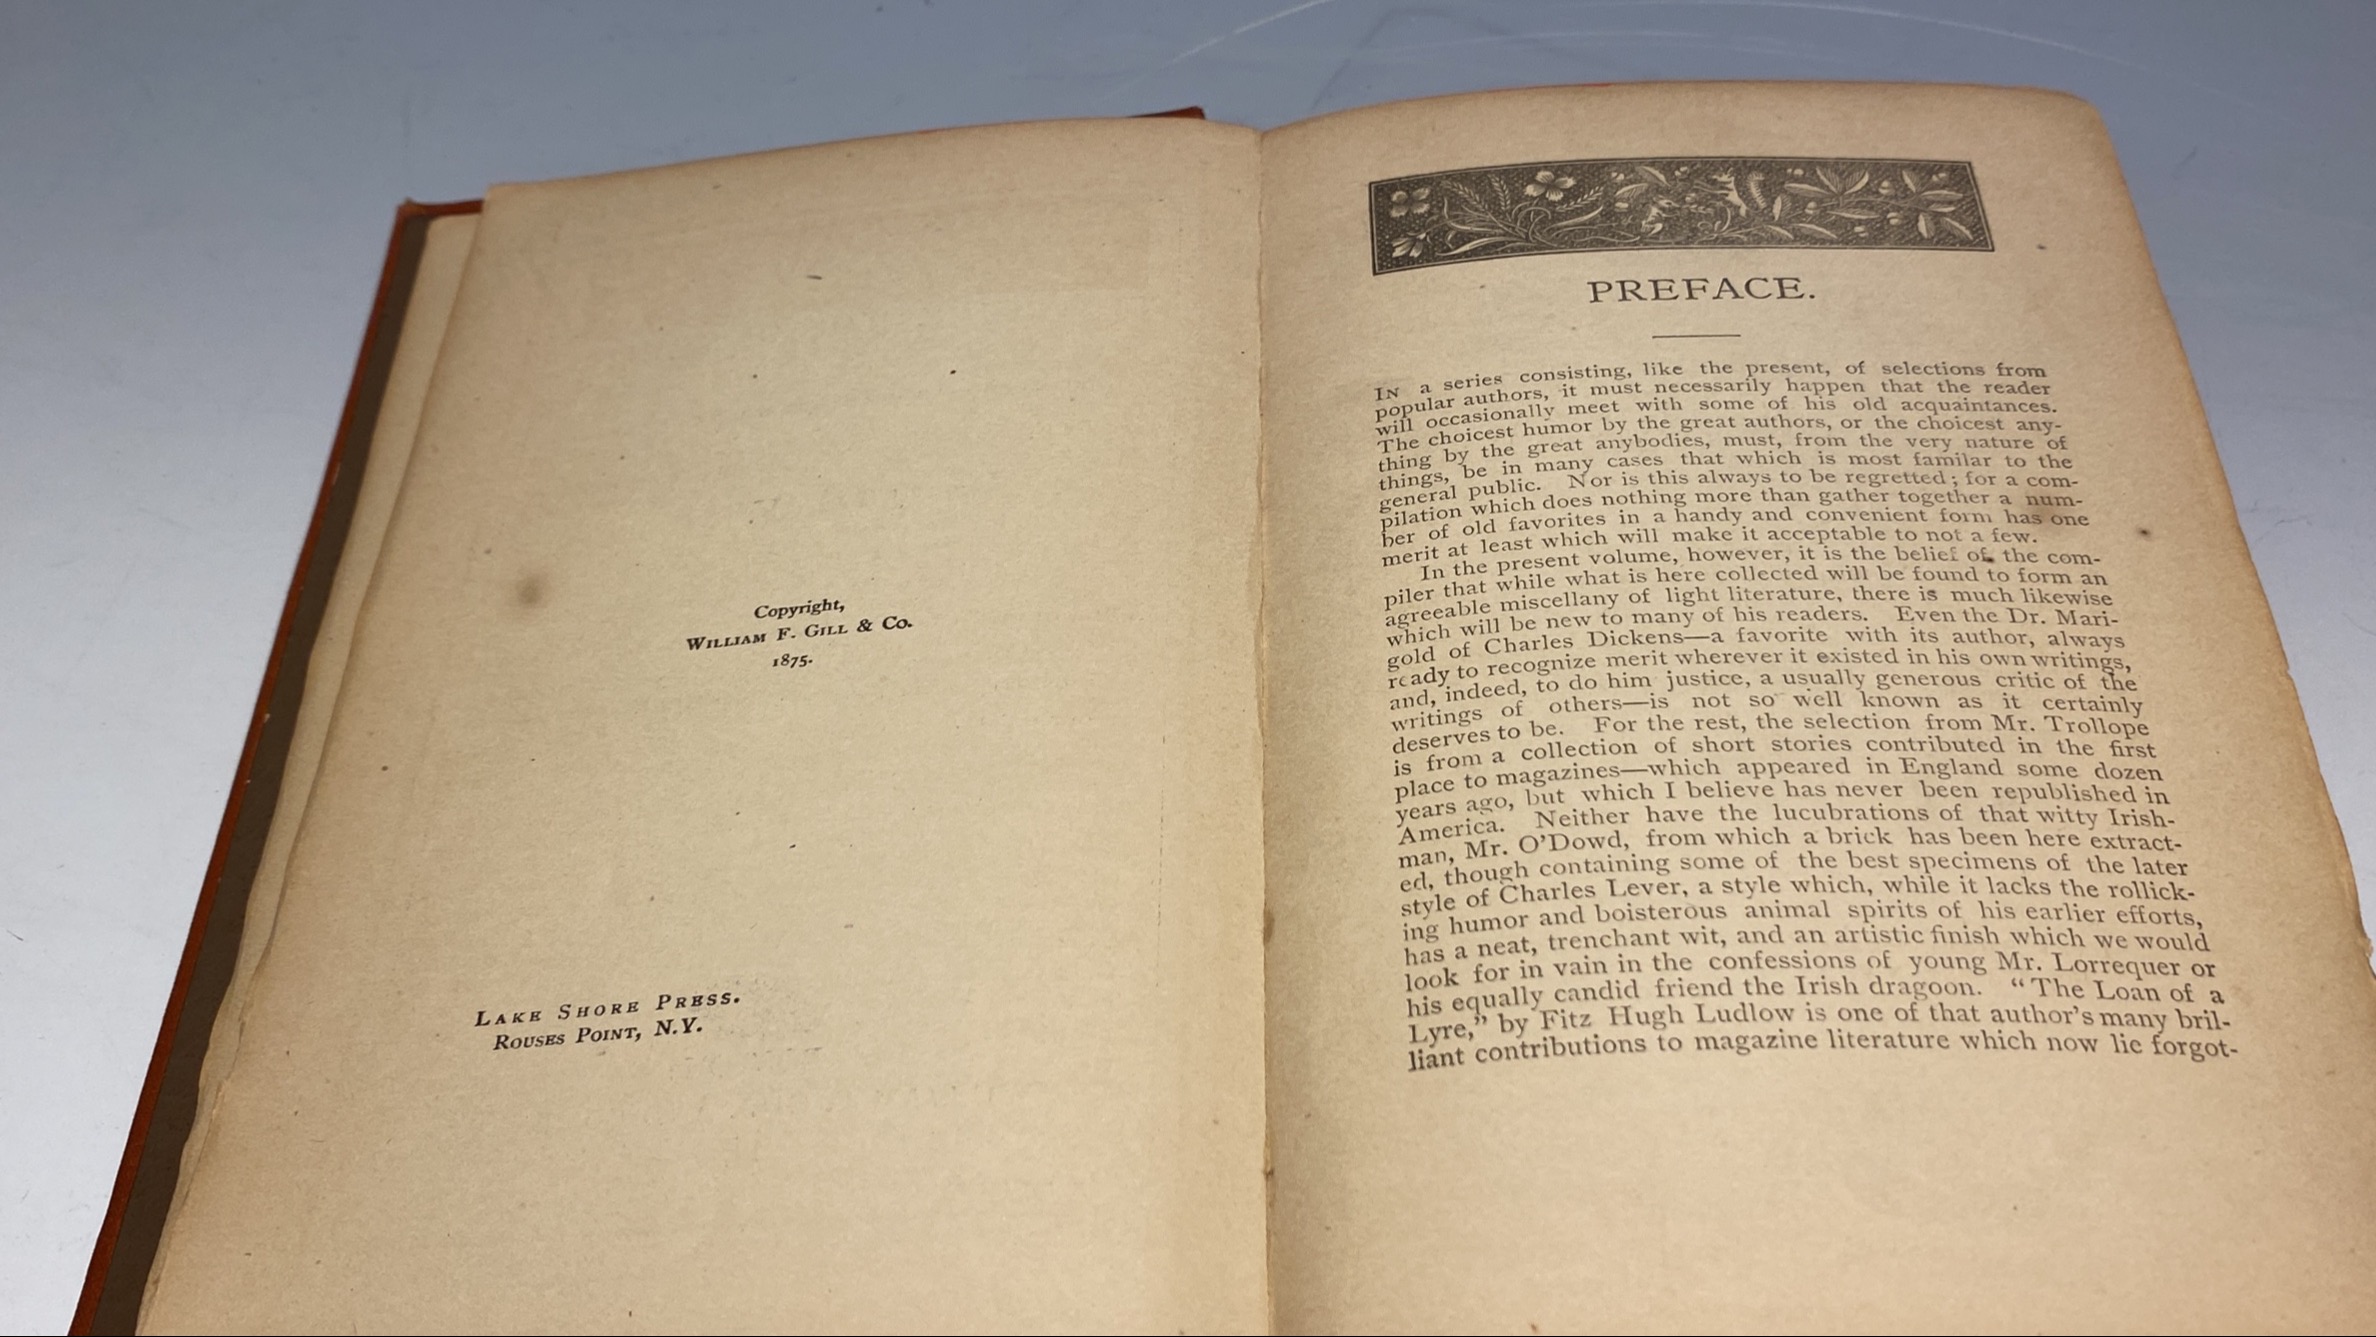 Copyright,
WILLIAM F. GILL & CO.
1875.
LAKE SHORE PRESS.
ROUSES POINT, N.Y.
PREFACE.
IN a series consisting, like the present, of selections from
popular authors, it must necessarily happen that the reader
will occasionally meet with some of his old acquaintances.
The choicest humor by the great authors, or the choicest any-
thing by the great anybodies, must, from the very nature of
things, be in many cases that which is most familar to the
general public. Nor is this always to be regretted; for a com-
pilation which does nothing more than gather together a num-
ber of old favorites in a handy and convenient form has one
merit at least which will make it acceptable to not a few.
In the present volume, however, it is the belief of the com-
piler that while what is here collected will be found to form an
agreeable miscellany of light literature, there is much likewise
which will be new to many of his readers. Even the Dr. Mari-
gold of Charles Dickens—a favorite with its author, always
ready to recognize merit wherever it existed in his own writings,
and, indeed, to do him justice, a usually generous critic of the
writings of others—is not so well known as it certainly
deserves to be. For the rest, the selection from Mr. Trollope
is from a collection of short stories contributed in the first
place to magazines—which appeared in England some dozen
years ago, but which I believe has never been republished in
America. Neither have the lucubrations of that witty Irish-
man, Mr. O'Dowd, from which a brick has been here extract-
ed, though containing some of the best specimens of the later
style of Charles Lever, a style which, while it lacks the rollick-
ing humor and boisterous animal spirits of his earlier efforts,
has a neat, trenchant wit, and an artistic finish which we would
look for in vain in the confessions of young Mr. Lorrequer or
his equally candid friend the Irish dragoon. "The Loan of a
Lyre," by Fitz Hugh Ludlow is one of that author's many bril-
liant contributions to magazine literature which now lie forgot-